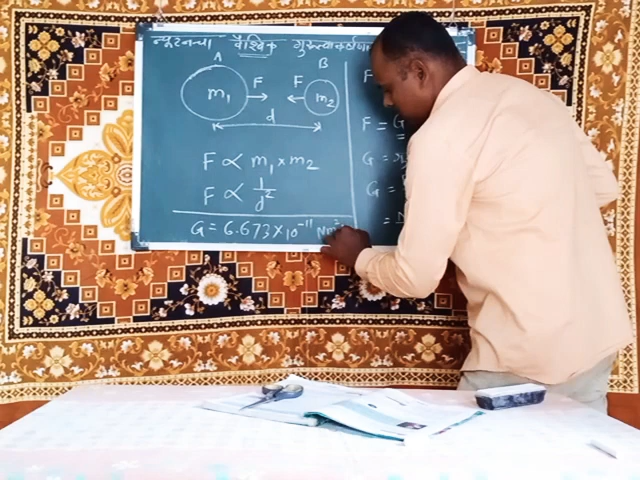 न्यूटनचा वैश्विक गुरुत्वाकर्षण
A B
F F
m₁ m₂
d
F ∝ m₁ × m₂
F ∝ 1/d²
G = 6.673 × 10⁻¹¹ Nm²
F
F = G
G =
G =
= N